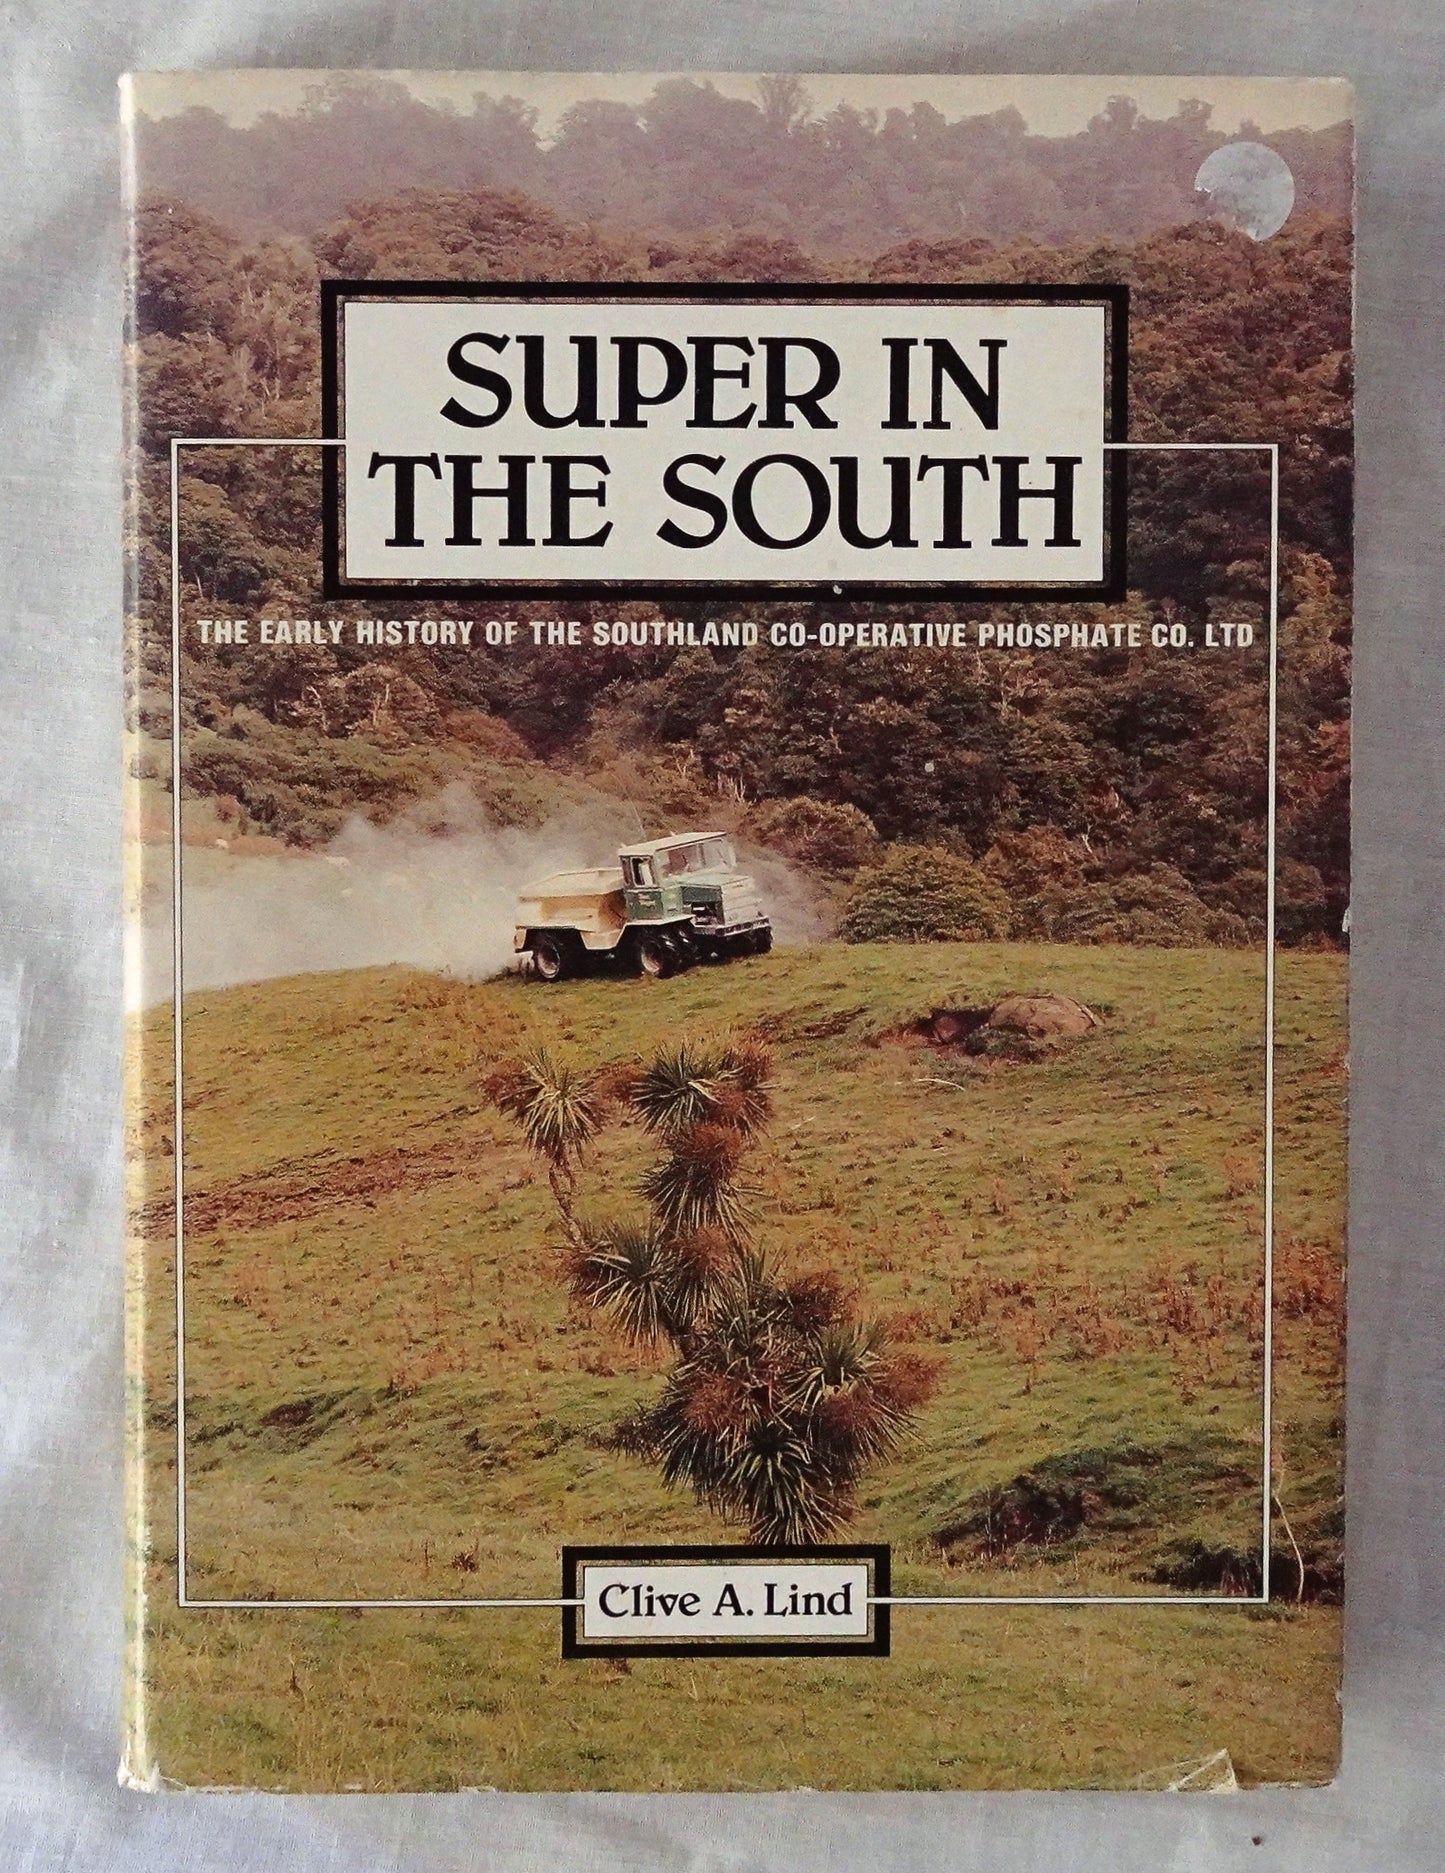 SUPER IN
THE SOUTH
THE EARLY HISTORY OF THE SOUTHLAND CO-OPERATIVE PHOSPHATE CO. LTD
Clive A. Lind